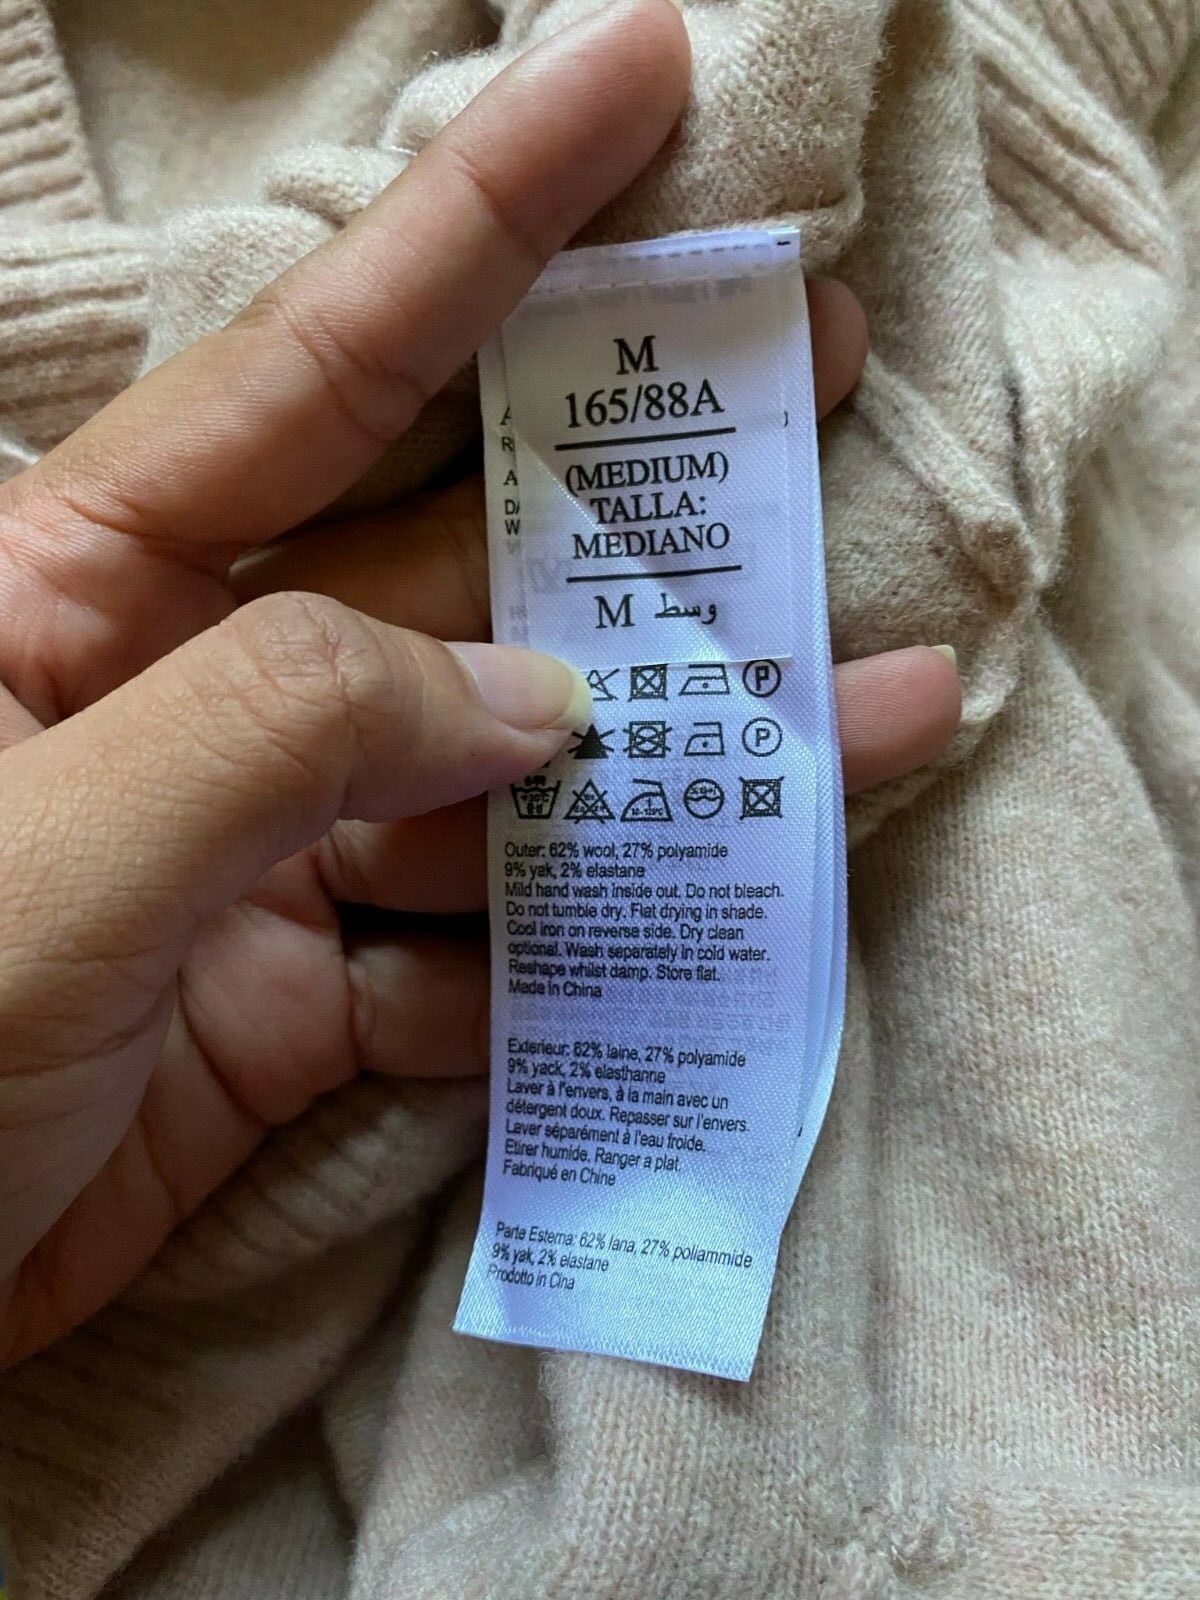 M
165/88A
(MEDIUM)
TALLA:
MEDIANO
M وسط
A
R
A
DA
W
P
P
Outer: 62% wool, 27% polyamide
9% yak, 2% elastane
Mild hand wash inside out. Do not bleach.
Do not tumble dry. Flat drying in shade.
Cool iron on reverse side. Dry clean
optional. Wash separately in cold water.
Reshape whilst damp. Store flat.
Made in China
Exterieur: 62% laine, 27% polyamide
9% yack, 2% elasthanne
Laver à l'envers, à la main avec un
détergent doux. Repasser sur l'envers.
Laver séparément à l'eau froide.
Etirer humide. Ranger a plat.
Fabriqué en Chine
Parte Esterna: 62% lana, 27% poliammide
9% yak, 2% elastane
Prodotto in Cina